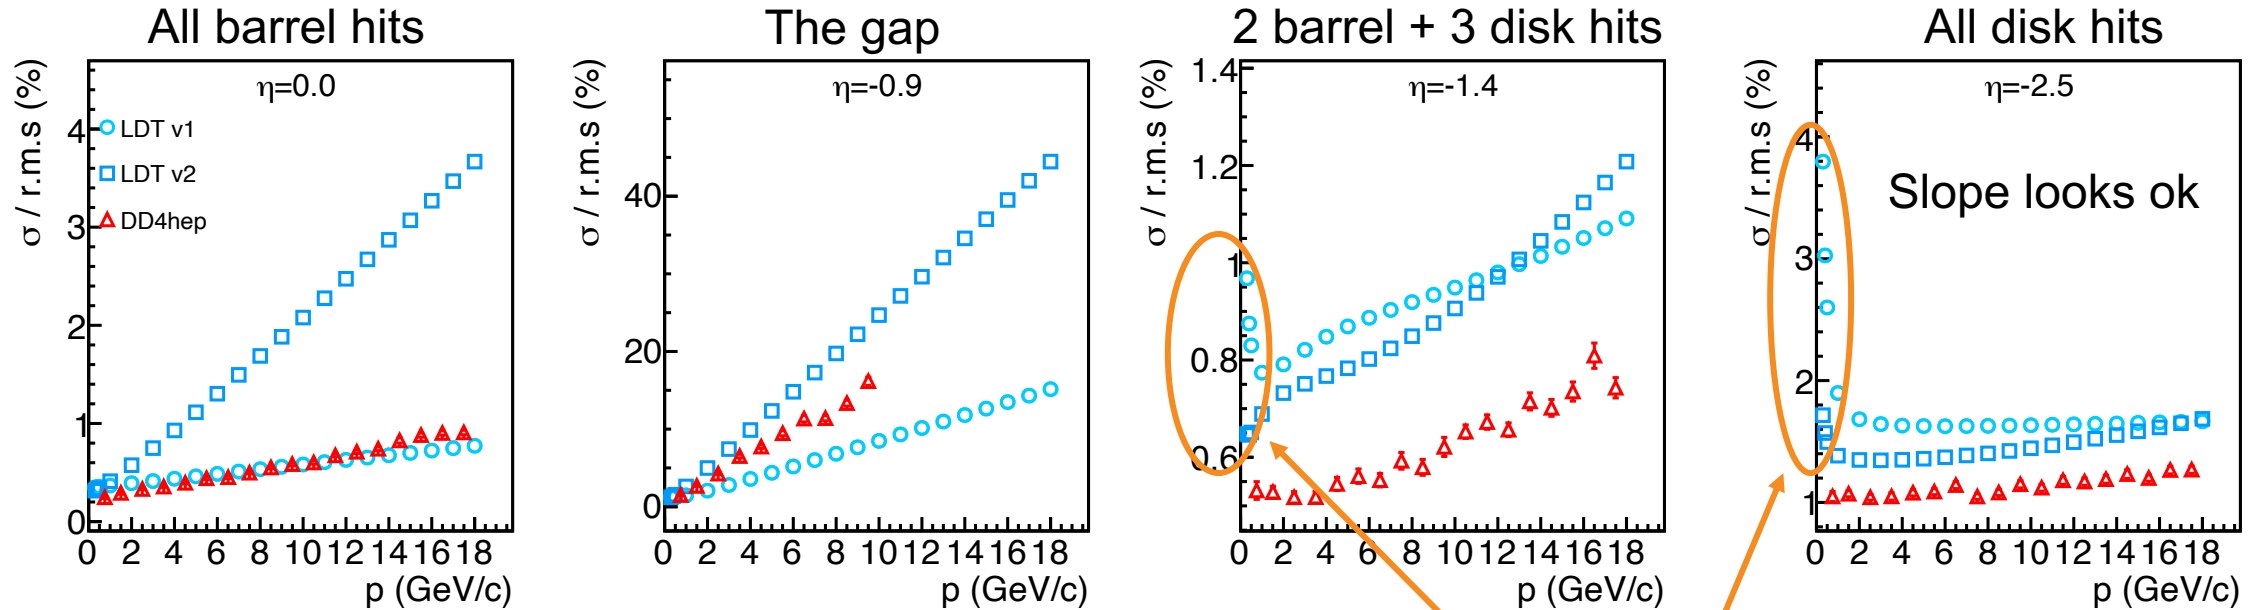 All barrel hits
σ / r.m.s (%)
η=0.0
LDT v1
LDT v2
DD4hep
4
3
2
1
0
0 2 4 6 8 10 12 14 16 18
p (GeV/c)
The gap
σ / r.m.s (%)
η=-0.9
40
20
0
0 2 4 6 8 10 12 14 16 18
p (GeV/c)
2 barrel + 3 disk hits
σ / r.m.s (%)
η=-1.4
1.4
1.2
1
0.8
0.6
0 2 4 6 8 10 12 14 16 18
p (GeV/c)
All disk hits
σ / r.m.s (%)
η=-2.5
Slope looks ok
4
3
2
1
0 2 4 6 8 10 12 14 16 18
p (GeV/c)